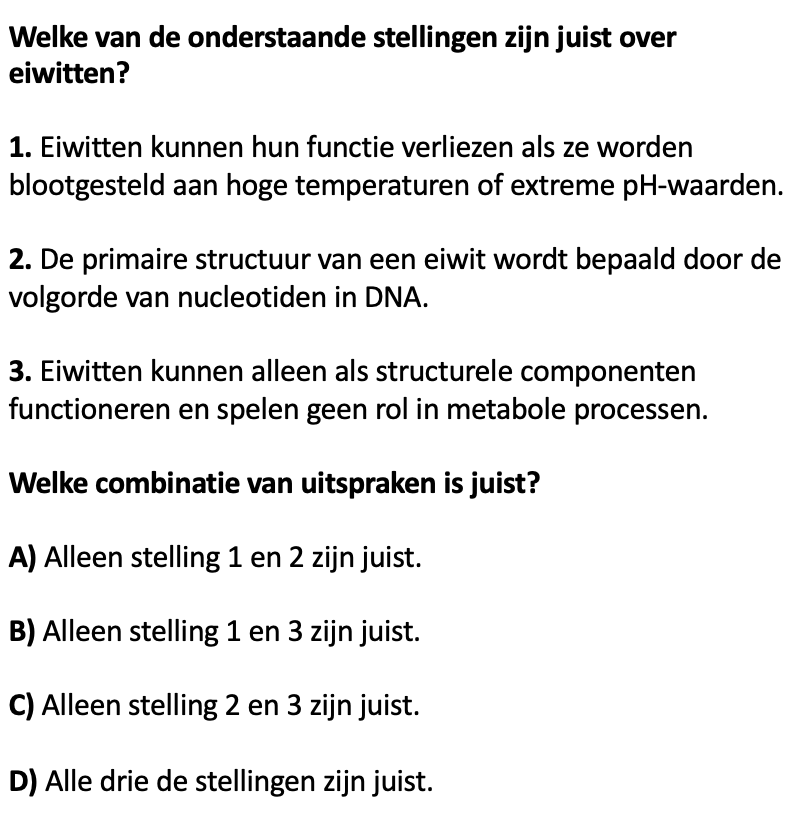 Welke van de onderstaande stellingen zijn juist over
eiwitten?
1. Eiwitten kunnen hun functie verliezen als ze worden
blootgesteld aan hoge temperaturen of extreme pH-waarden.
2. De primaire structuur van een eiwit wordt bepaald door de
volgorde van nucleotiden in DNA.
3. Eiwitten kunnen alleen als structurele componenten
functioneren en spelen geen rol in metabole processen.
Welke combinatie van uitspraken is juist?
A) Alleen stelling 1 en 2 zijn juist.
B) Alleen stelling 1 en 3 zijn juist.
C) Alleen stelling 2 en 3 zijn juist.
D) Alle drie de stellingen zijn juist.